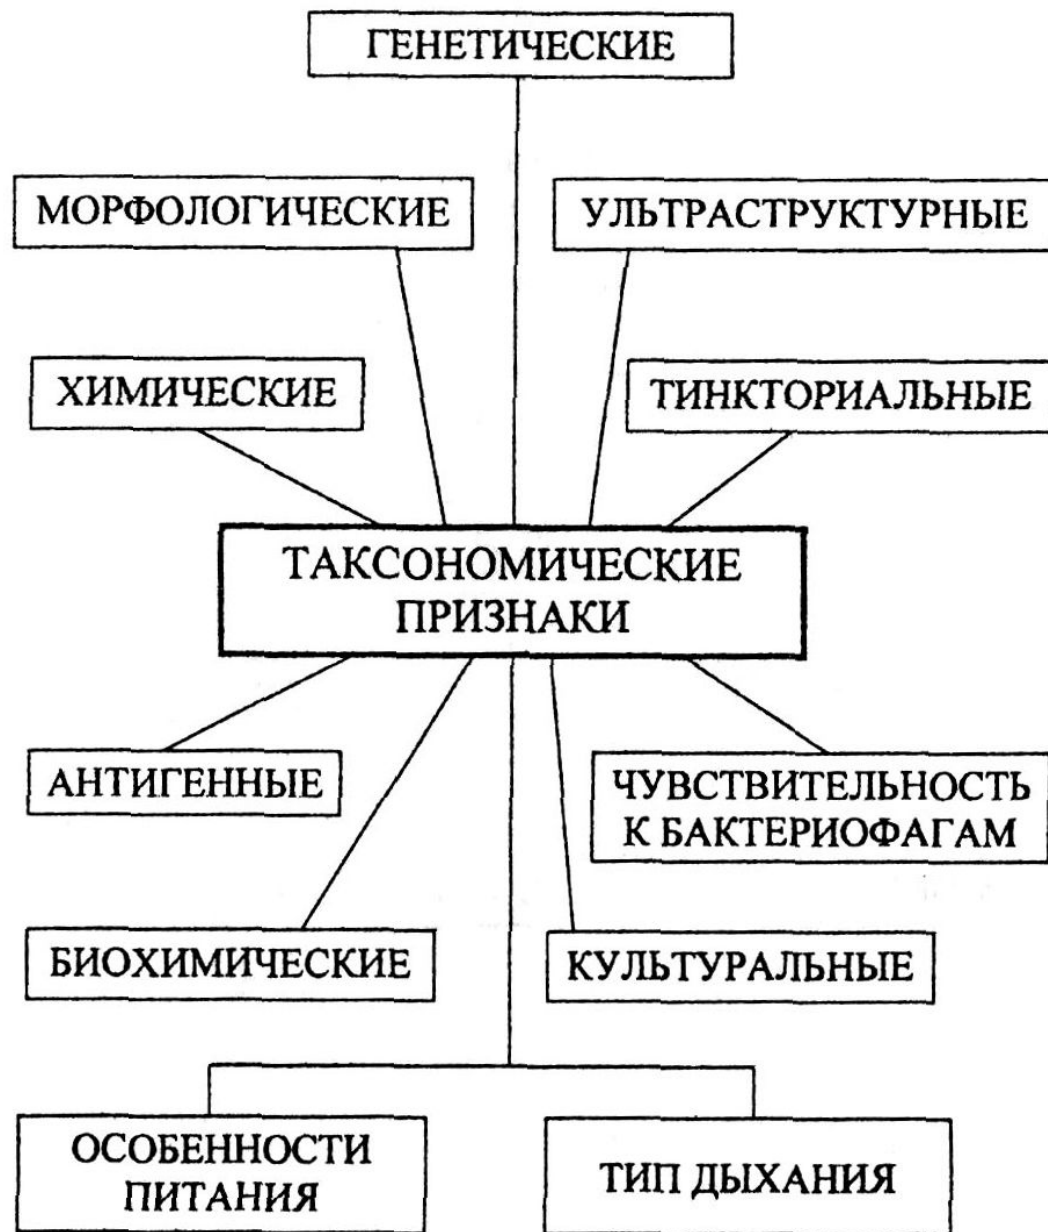 ГЕНЕТИЧЕСКИЕ
МОРФОЛОГИЧЕСКИЕ
УЛЬТРАСТРУКТУРНЫЕ
ХИМИЧЕСКИЕ
ТИНКТОРИАЛЬНЫЕ
ТАКСОНОМИЧЕСКИЕ
ПРИЗНАКИ
АНТИГЕННЫЕ
ЧУВСТВИТЕЛЬНОСТЬ
К БАКТЕРИОФАГАМ
БИОХИМИЧЕСКИЕ
КУЛЬТУРАЛЬНЫЕ
ОСОБЕННОСТИ
ПИТАНИЯ
ТИП ДЫХАНИЯ